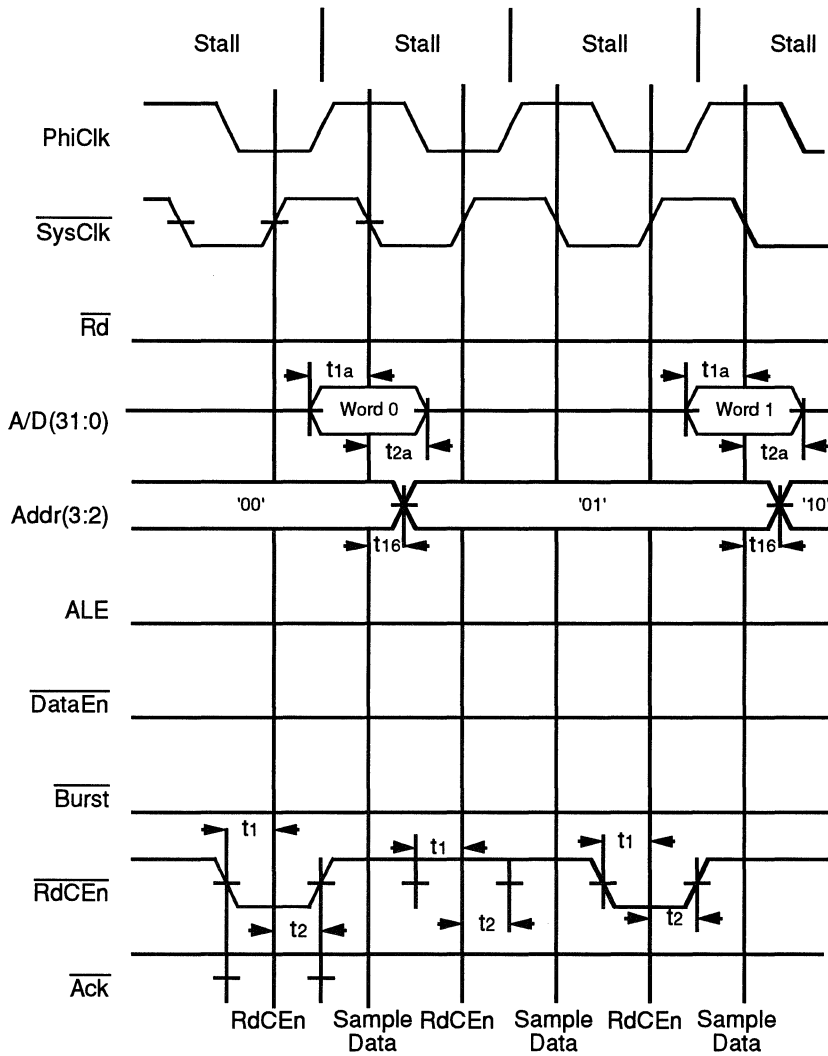 Stall Stall Stall Stall
PhiClk
SysClk
Rd
t1a t1a
A/D(31:0) Word 0 Word 1
t2a t2a
Addr(3:2) '00' '01' '10'
t16 t16
ALE
DataEn
Burst
t1 t1 t1
RdCEn
t2 t2 t2
Ack
RdCEn Sample Data RdCEn Sample Data RdCEn Sample Data